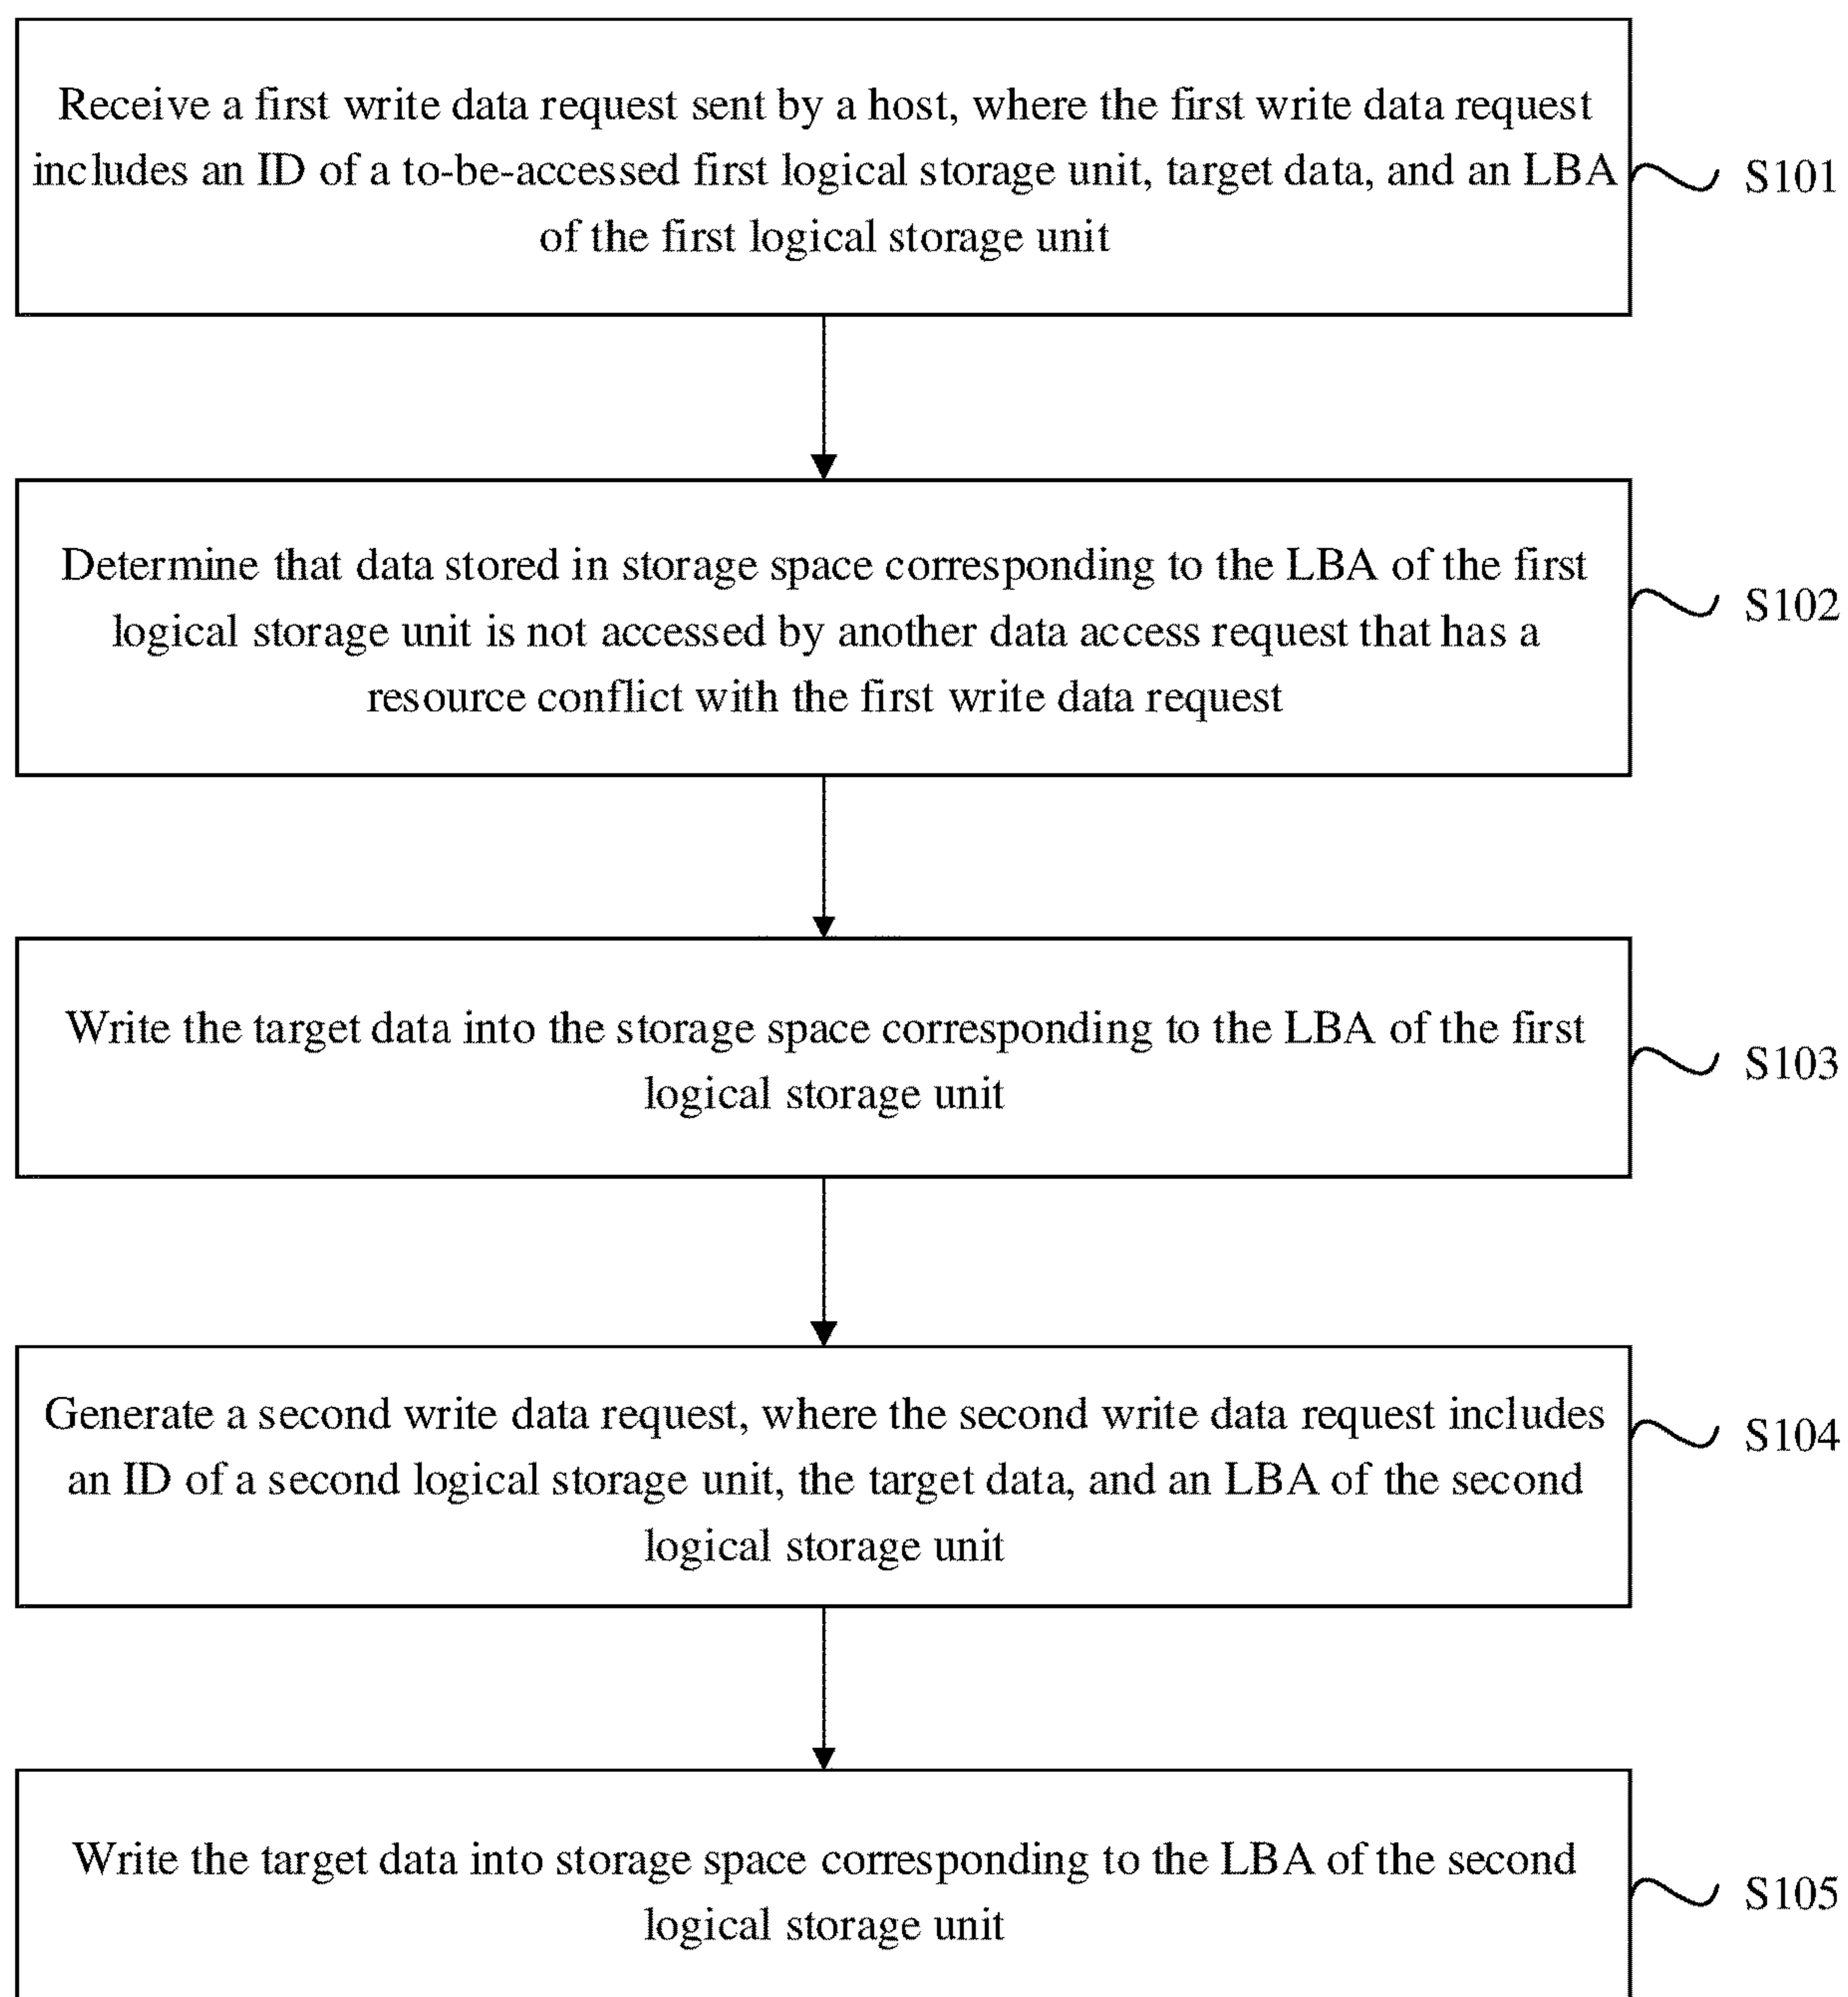 Receive a first write data request sent by a host, where the first write data request
includes an ID of a to-be-accessed first logical storage unit, target data, and an LBA
of the first logical storage unit
S101
Determine that data stored in storage space corresponding to the LBA of the first
logical storage unit is not accessed by another data access request that has a
resource conflict with the first write data request
S102
Write the target data into the storage space corresponding to the LBA of the first
logical storage unit
S103
Generate a second write data request, where the second write data request includes
an ID of a second logical storage unit, the target data, and an LBA of the second
logical storage unit
S104
Write the target data into storage space corresponding to the LBA of the second
logical storage unit
S105